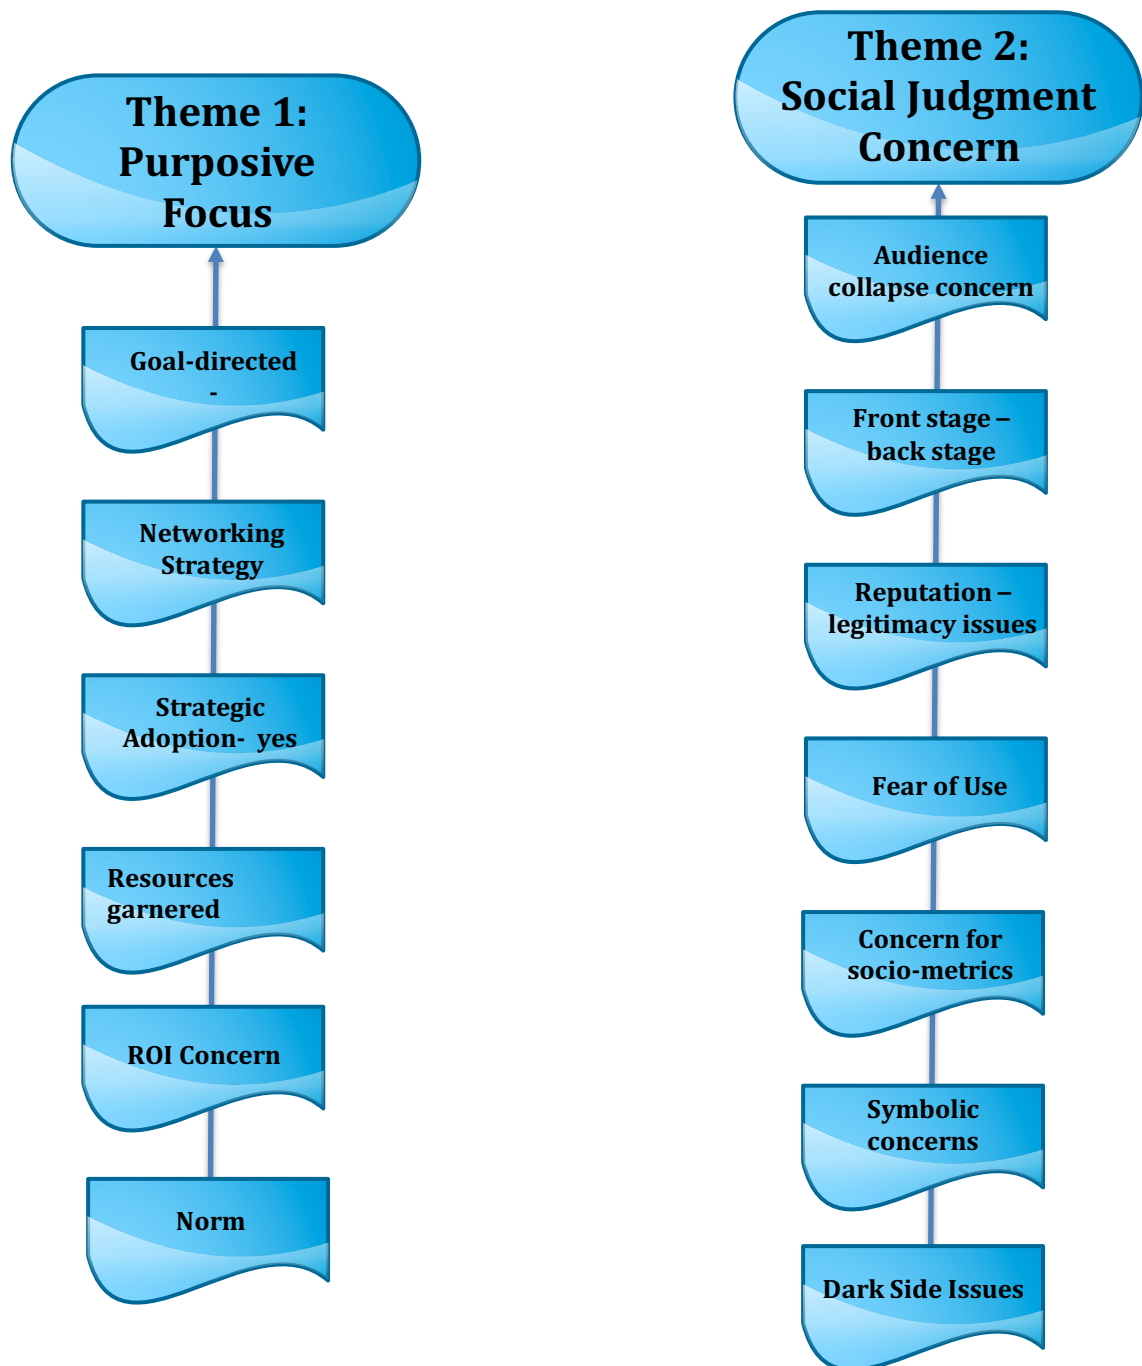 Theme 1:
Purposive
Focus
Goal-directed
-
Networking
Strategy
Strategic
Adoption-  yes
Resources
garnered
ROI Concern
Norm
Theme 2:
Social Judgment
Concern
Audience
collapse concern
Front stage –
back stage
Reputation –
legitimacy issues
Fear of Use
Concern for
socio-metrics
Symbolic
concerns
Dark Side Issues